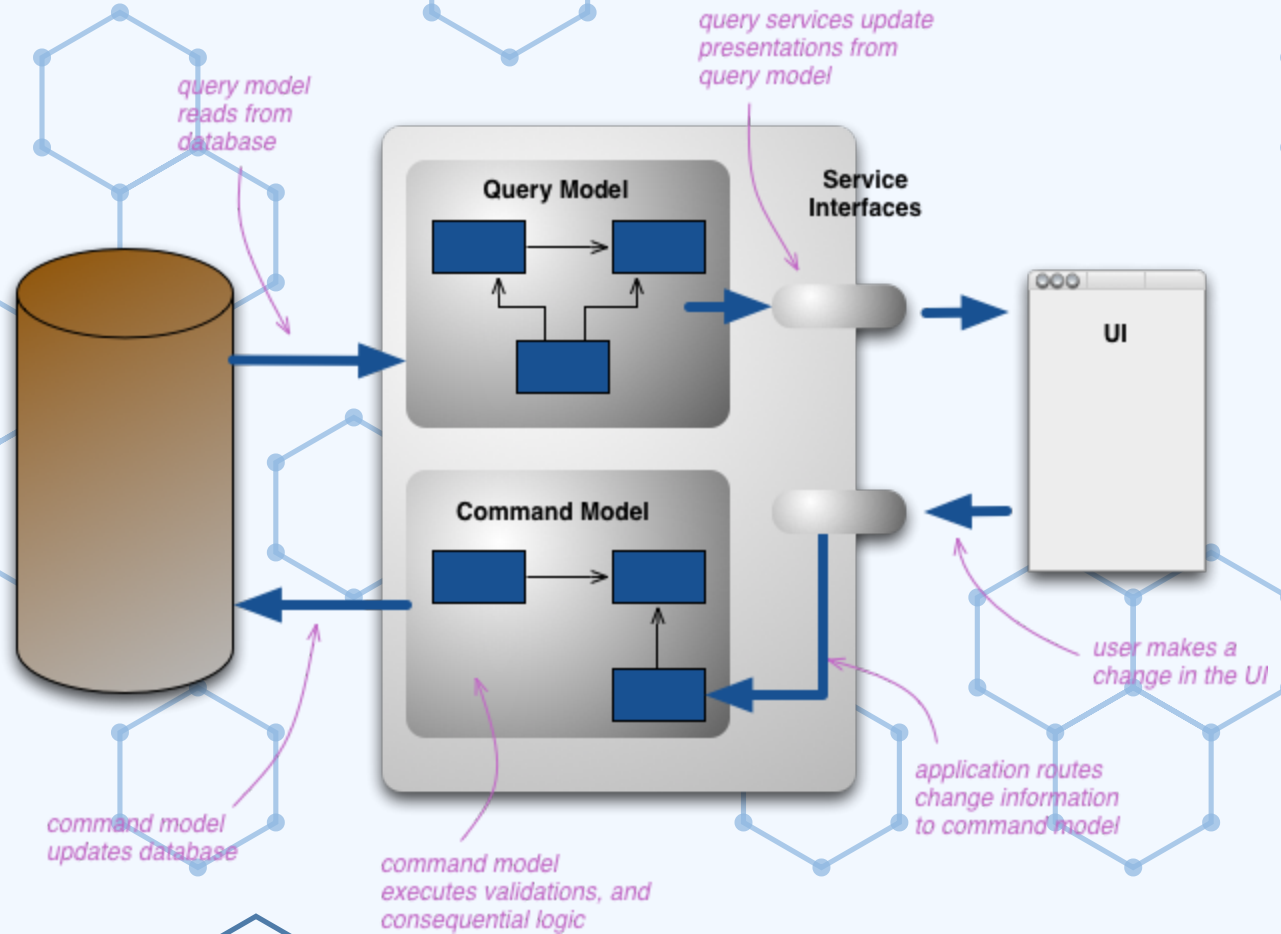 query services update
presentations from
query model
query model
reads from
database
Query Model
Service
Interfaces
UI
Command Model
user makes a
change in the UI
application routes
change information
to command model
command model
updates database
command model
executes validations, and
consequential logic